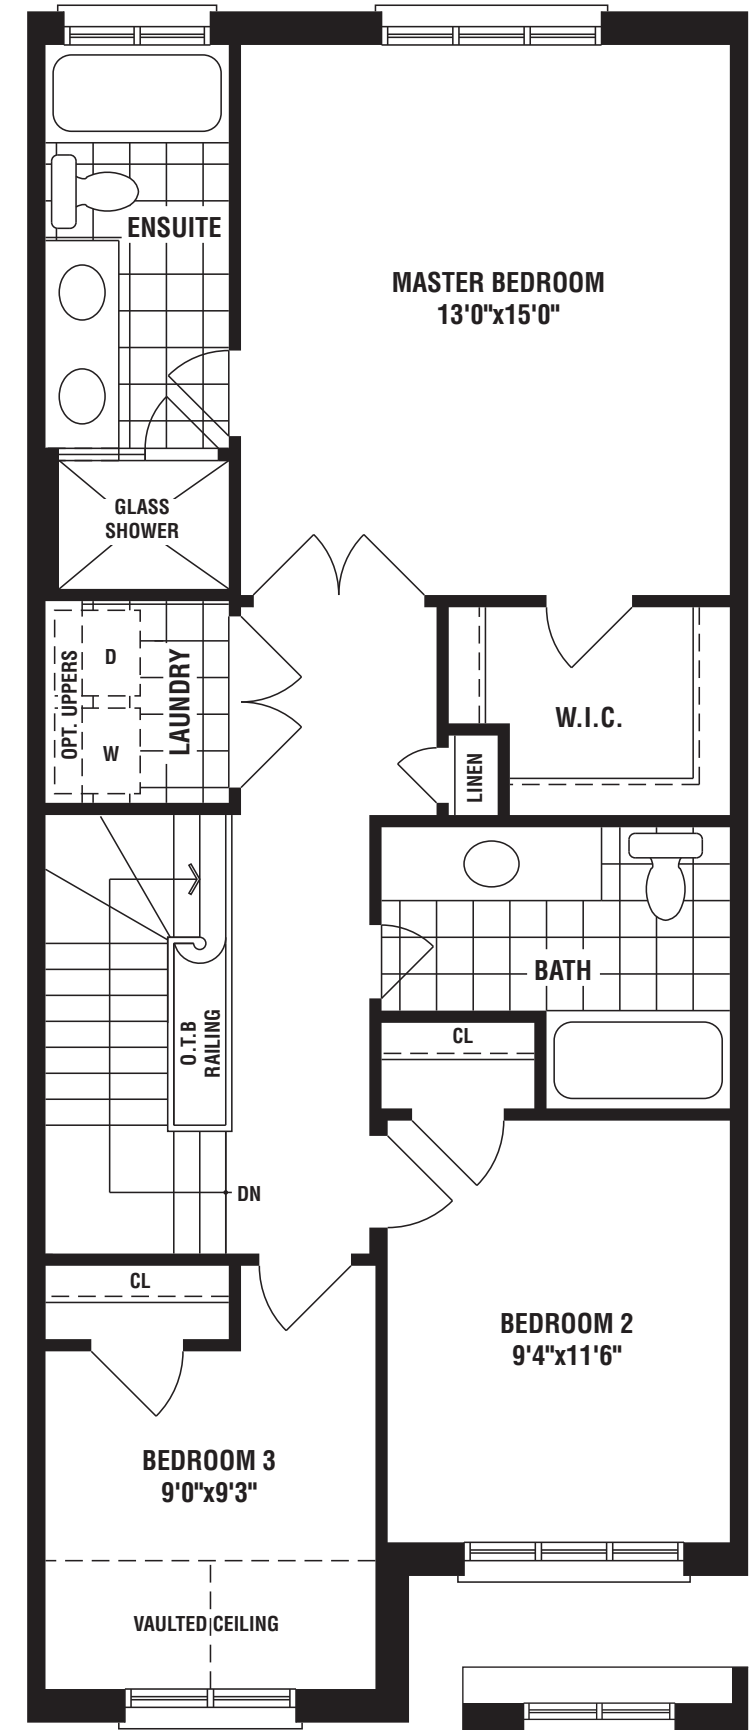 ENSUITE
MASTER BEDROOM
13'0"x15'0"
GLASS
SHOWER
OPT. UPPERS
D
W
LAUNDRY
W.I.C.
LINEN
BATH
O.T.B
RAILING
CL
DN
CL
BEDROOM 2
9'4"x11'6"
BEDROOM 3
9'0"x9'3"
VAULTED CEILING